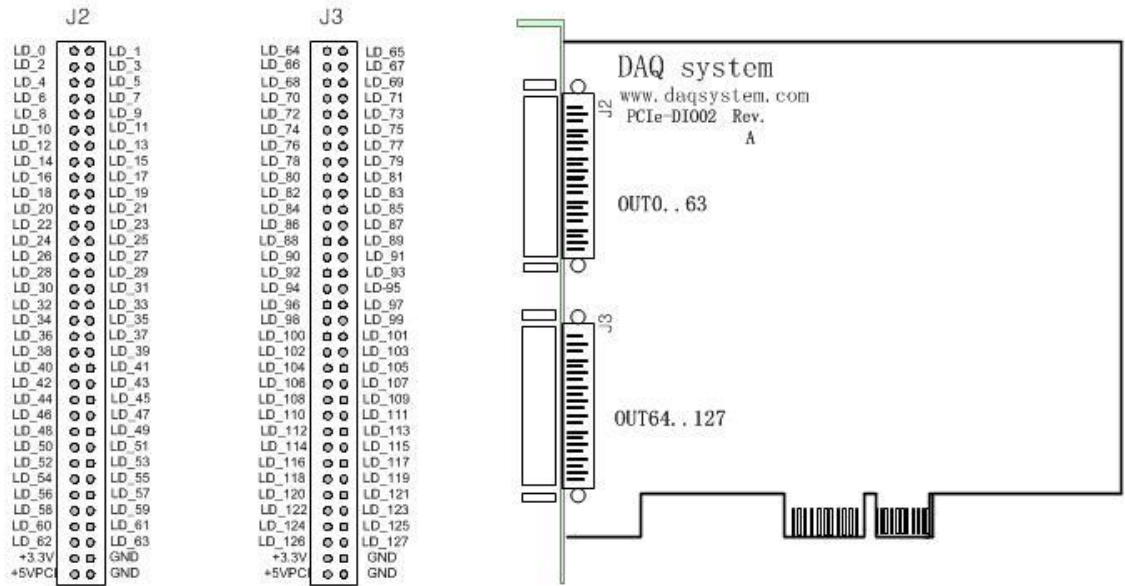 J2
LD_0 LD_1
LD_2 LD_3
LD_4 LD_5
LD_6 LD_7
LD_8 LD_9
LD_10 LD_11
LD_12 LD_13
LD_14 LD_15
LD_16 LD_17
LD_18 LD_19
LD_20 LD_21
LD_22 LD_23
LD_24 LD_25
LD_26 LD_27
LD_28 LD_29
LD_30 LD_31
LD_32 LD_33
LD_34 LD_35
LD_36 LD_37
LD_38 LD_39
LD_40 LD_41
LD_42 LD_43
LD_44 LD_45
LD_46 LD_47
LD_48 LD_49
LD_50 LD_51
LD_52 LD_53
LD_54 LD_55
LD_56 LD_57
LD_58 LD_59
LD_60 LD_61
LD_62 LD_63
+3.3V GND
+5VPCI GND
J3
LD_64 LD_65
LD_66 LD_67
LD_68 LD_69
LD_70 LD_71
LD_72 LD_73
LD_74 LD_75
LD_76 LD_77
LD_78 LD_79
LD_80 LD_81
LD_82 LD_83
LD_84 LD_85
LD_86 LD_87
LD_88 LD_89
LD_90 LD_91
LD_92 LD_93
LD_94 LD-95
LD_96 LD_97
LD_98 LD_99
LD_100 LD_101
LD_102 LD_103
LD_104 LD_105
LD_106 LD_107
LD_108 LD_109
LD_110 LD_111
LD_112 LD_113
LD_114 LD_115
LD_116 LD_117
LD_118 LD_119
LD_120 LD_121
LD_122 LD_123
LD_124 LD_125
LD_126 LD_127
+3.3V GND
+5VPCI GND
DAQ system
www.daqsystem.com
PCIe-DIO02 Rev.
A
J2
OUT0..63
J3
OUT64..127